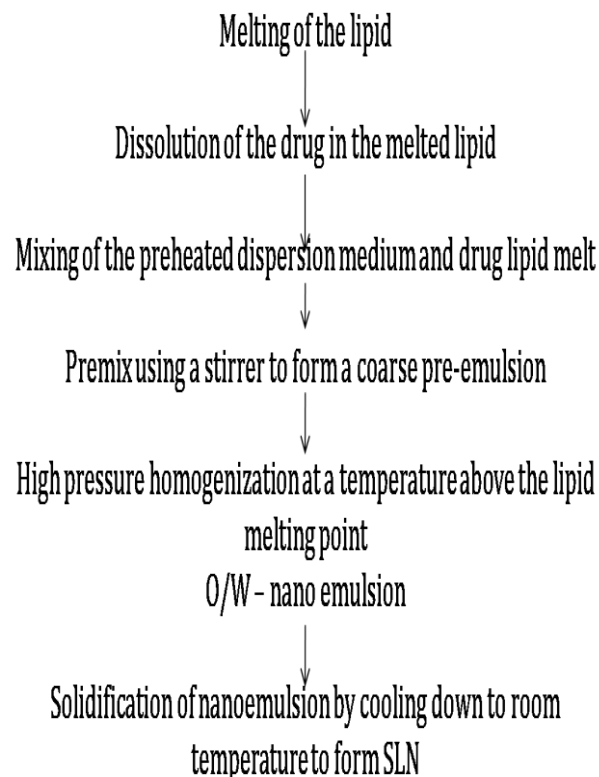 Melting of the lipid
Dissolution of the drug in the melted lipid
Mixing of the preheated dispersion medium and drug lipid melt
Premix using a stirrer to form a coarse pre-emulsion
High pressure homogenization at a temperature above the lipid
melting point
O/W – nano emulsion
Solidification of nanoemulsion by cooling down to room
temperature to form SLN